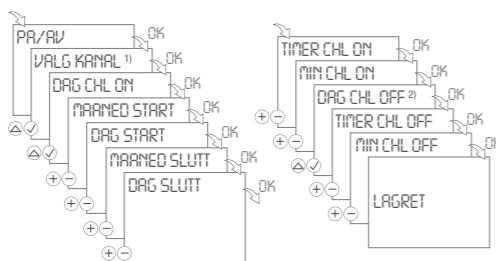 PA/AV
OK
VALG KANAL 1)
OK
DAG CHL ON
OK
MAANED START
OK
DAG START
OK
MAANED SLUTT
OK
DAG SLUTT
OK
TIMER CHL ON
OK
MIN CHL ON
OK
DAG CHL OFF 2)
OK
TIMER CHL OFF
OK
MIN CHL OFF
OK
LAGRET